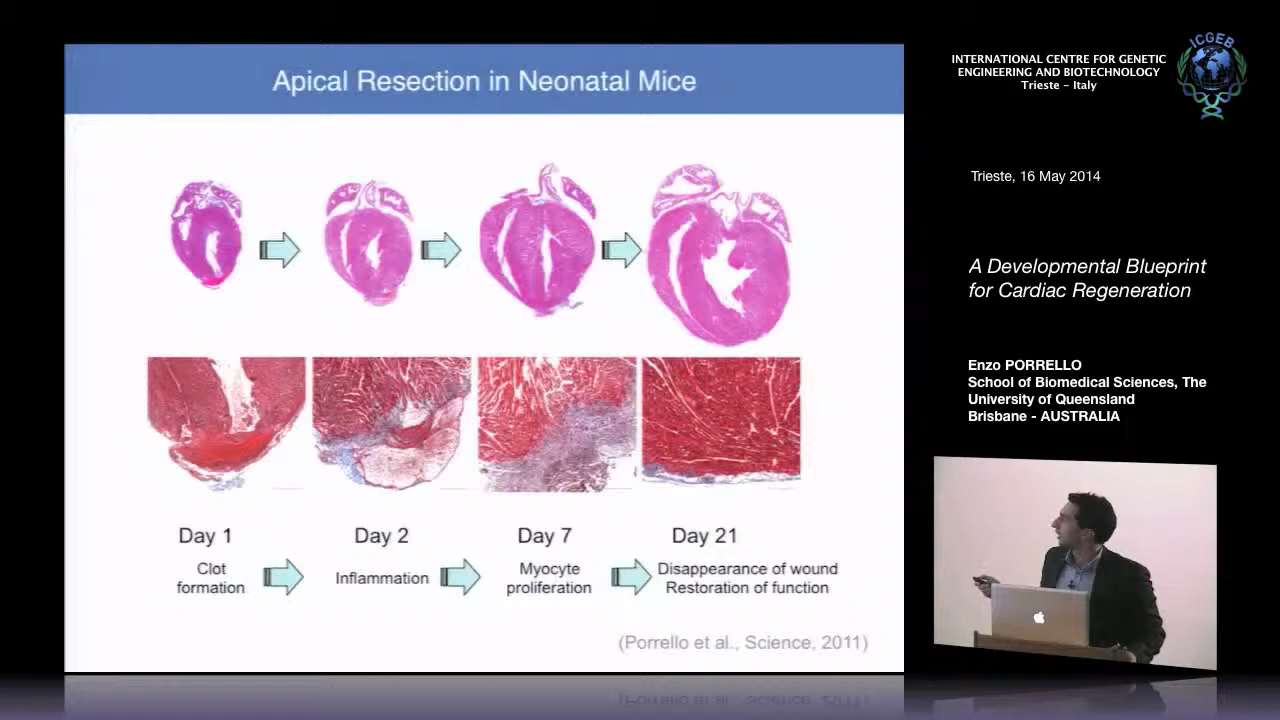 Apical Resection in Neonatal Mice
Day 1
Day 2
Day 7
Day 21
Clot
formation
Inflammation
Myocyte
proliferation
Disappearance of wound
Restoration of function
(Porrello et al., Science, 2011)
ICGEB
INTERNATIONAL CENTRE FOR GENETIC
ENGINEERING AND BIOTECHNOLOGY
Trieste - Italy
Trieste, 16 May 2014
A Developmental Blueprint
for Cardiac Regeneration
Enzo PORRELLO
School of Biomedical Sciences, The
University of Queensland
Brisbane - AUSTRALIA